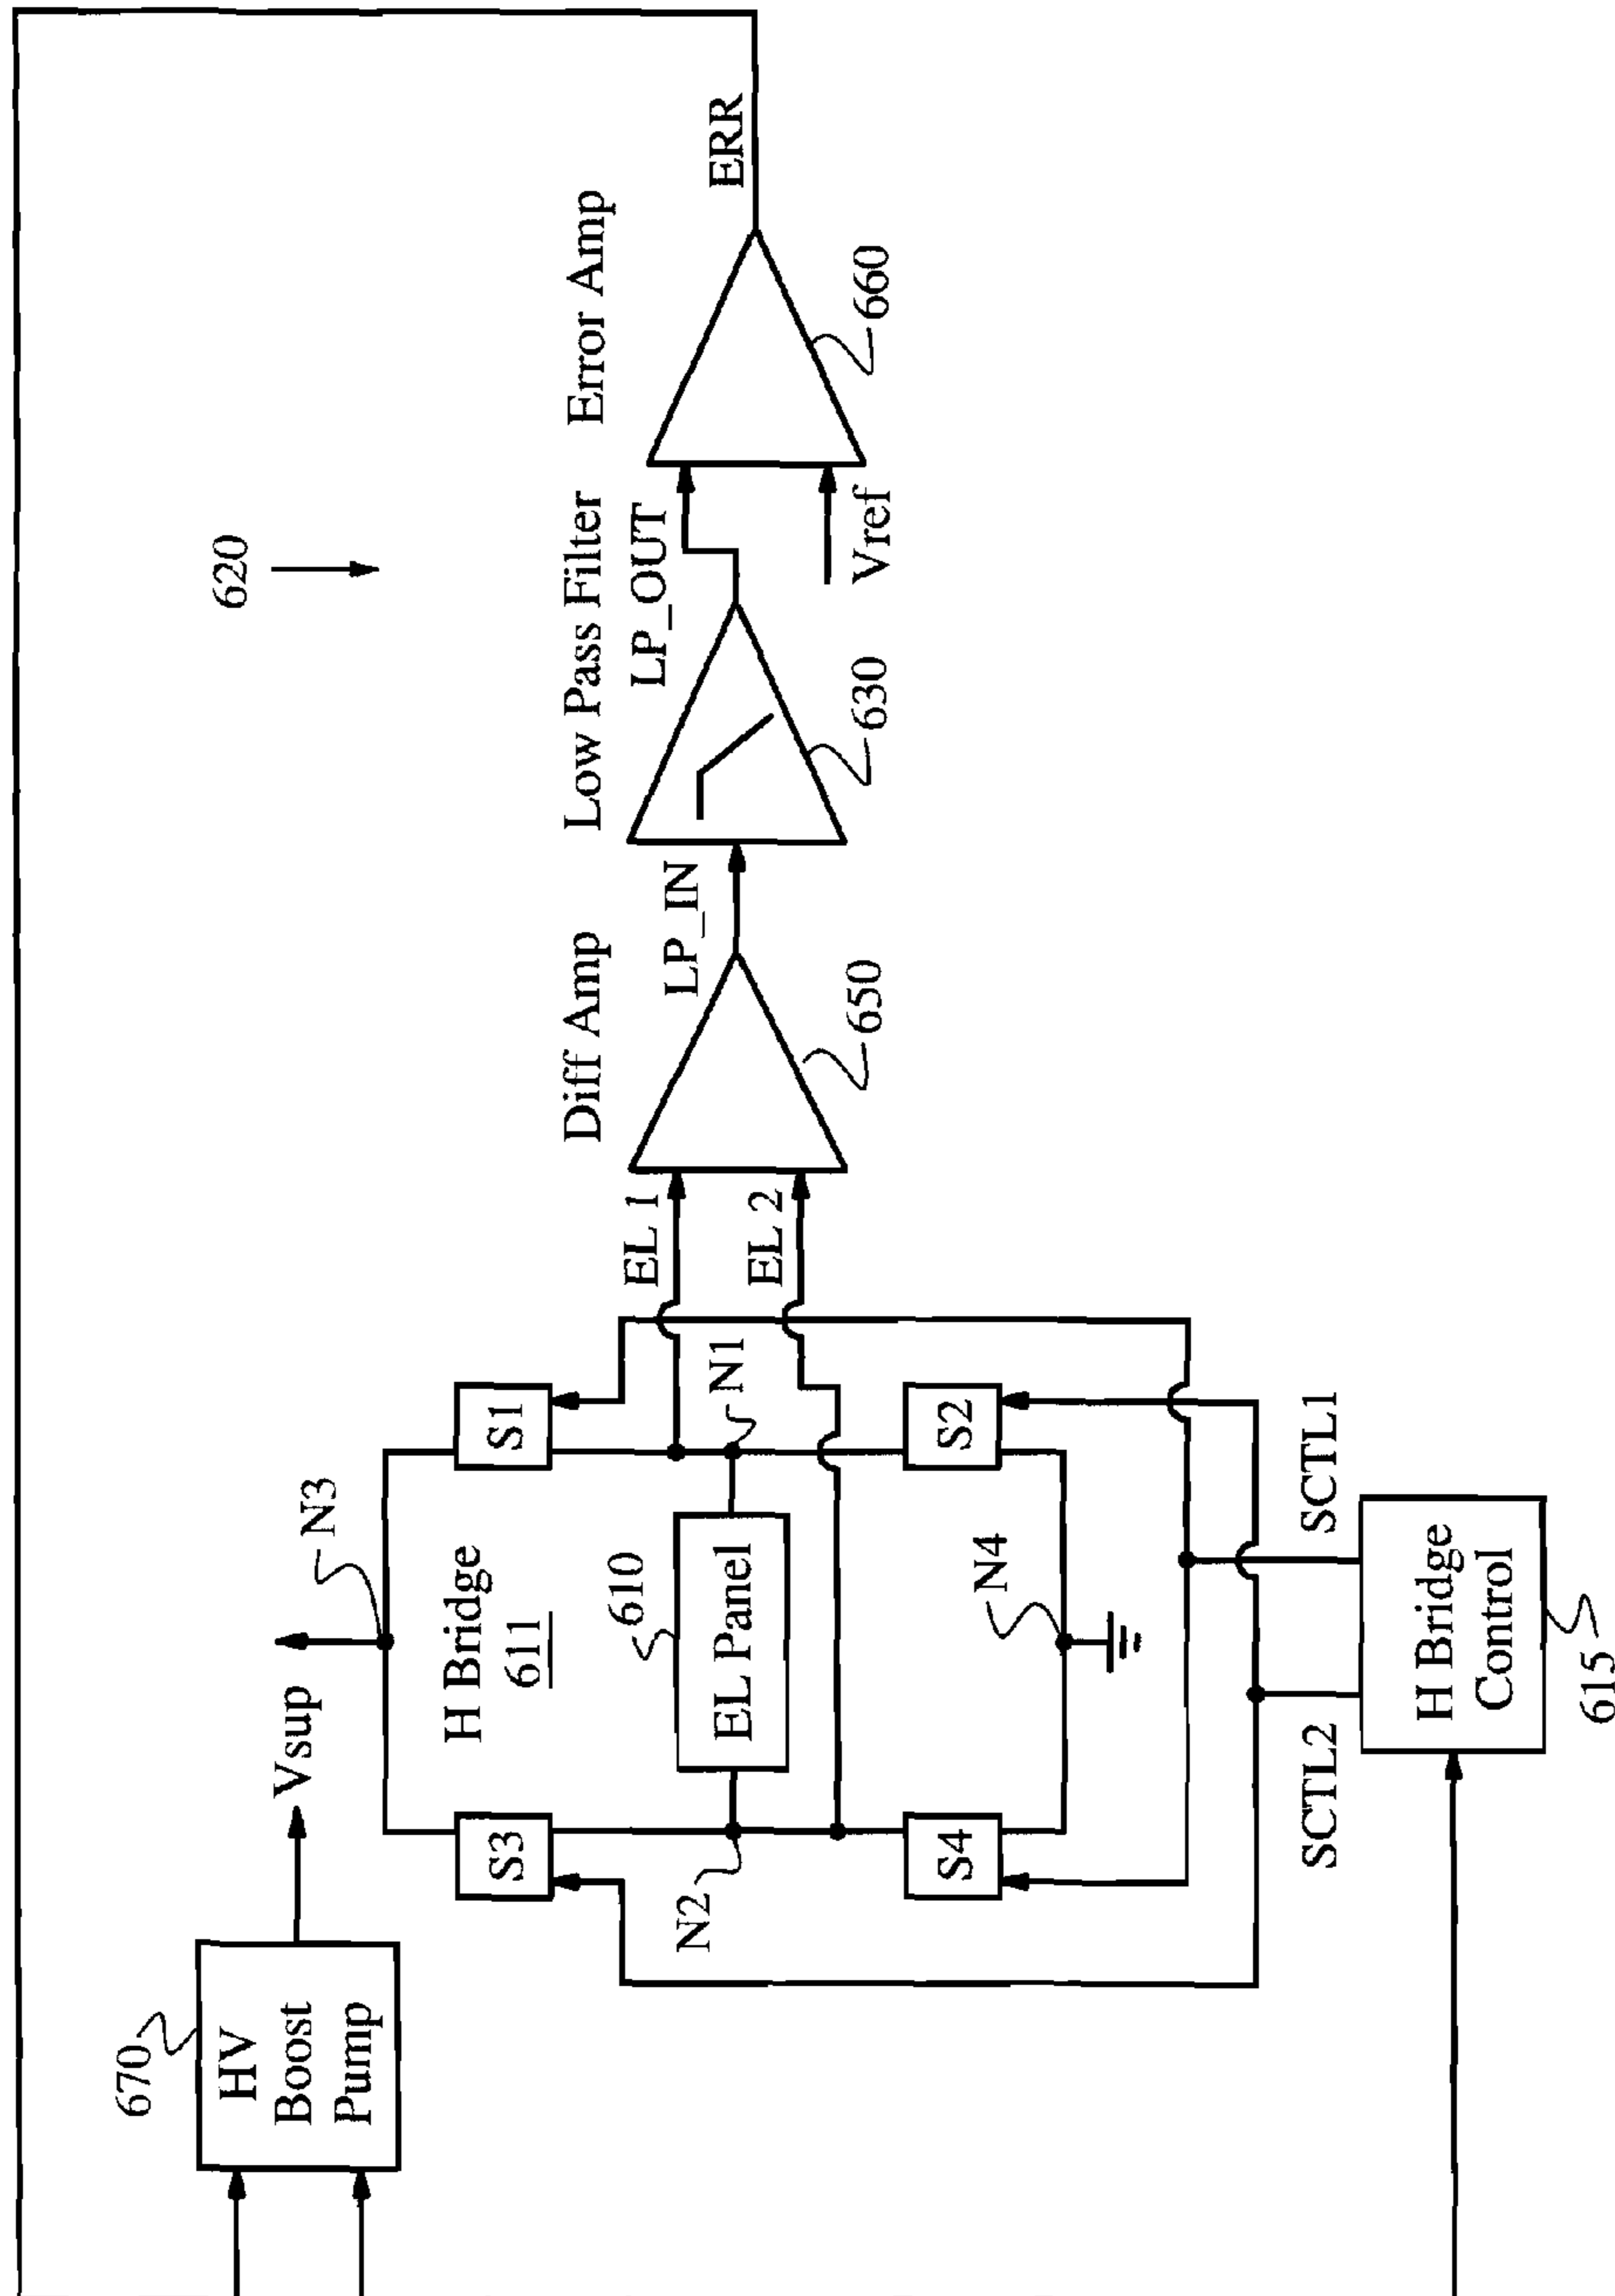 620
670
HV
Boost
Pump
Vsup
N3
H Bridge
611
S3
S1
610
EL Panel
N2
N1
S4
S2
N4
SCTL2
SCTL1
H Bridge
Control
615
EL 1
EL 2
Diff Amp
650
LP_IN
Low Pass Filter
LP_OUT
630
Error Amp
Vref
660
ERR